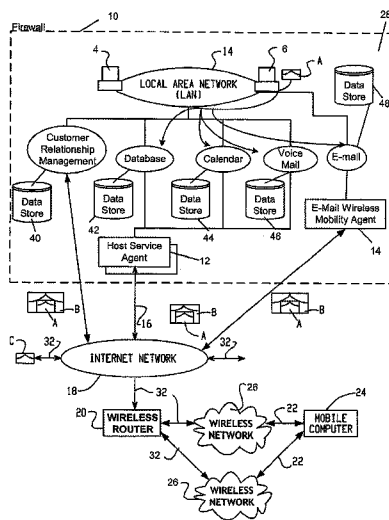 Firewall
10
28
4
14
6
A
LOCAL AREA NETWORK
(LAN)
Data
Store
48
Customer
Relationship
Management
Database
Calendar
Voice
Mail
E-mail
Data
Store
40
Data
Store
42
Data
Store
44
Data
Store
46
E-Mail Wireless
Mobility Agent
14
Host Service
Agent
12
B
A
16
B
A
B
A
C
32
INTERNET NETWORK
32
18
32
26
24
20
WIRELESS
ROUTER
32
WIRELESS
NETWORK
22
MOBILE
COMPUTER
32
22
26
WIRELESS
NETWORK